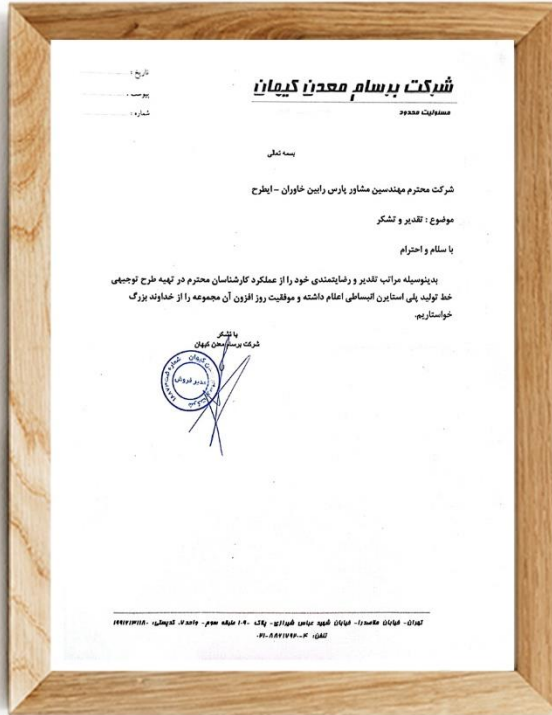 شرکت برسام معدن کیهان
مسئولیت محدود
تاریخ :
پیوست :
شماره :
بسمه تعالی
شرکت محترم مهندسین مشاور پارس رابین خاوران – ایطرح
موضوع : تقدیر و تشکر
با سلام و احترام
بدینوسیله مراتب تقدیر و رضایتمندی خود را از عملکرد کارشناسان محترم در تهیه طرح توجیهی
خط تولید پلی استایرن انبساطی اعلام داشته و موفقیت روز افزون آن مجموعه را از خداوند بزرگ
خواستاریم.
با تشکر
شرکت برسام معدن کیهان
مدیر فروش
تهران- خیابان ملاصدرا- خیابان شهید عباس شیرازی- پلاک ۱۰۹- طبقه سوم- واحد ۷، کدپستی:
تلفن: